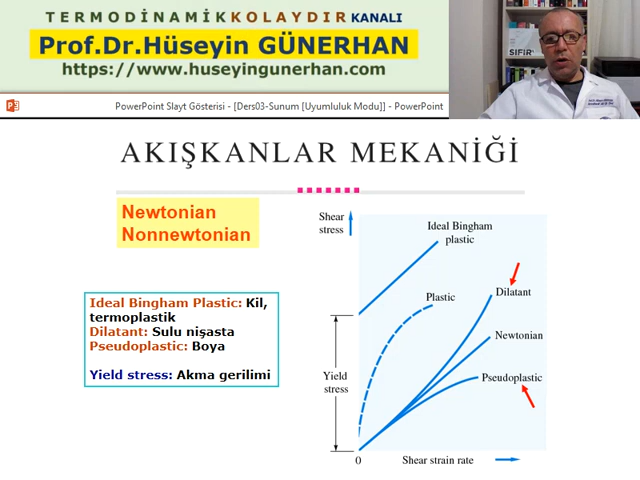 TERMODİNAMİKKOLAYDIR KANALI
Prof.Dr.Hüseyin GÜNERHAN
https://www.huseyingunerhan.com
SIFIR
PowerPoint Slayt Gösterisi - [Ders03-Sunum [Uyumluluk Modu]] - PowerPoint
AKIŞKANLAR MEKANİĞİ
Newtonian
Nonnewtonian
Ideal Bingham Plastic: Kil,
termoplastik
Dilatant: Sulu nişasta
Pseudoplastic: Boya
Yield stress: Akma gerilimi
Shear
stress
Ideal Bingham
plastic
Plastic
Dilatant
Newtonian
Pseudoplastic
Yield
stress
0
Shear strain rate